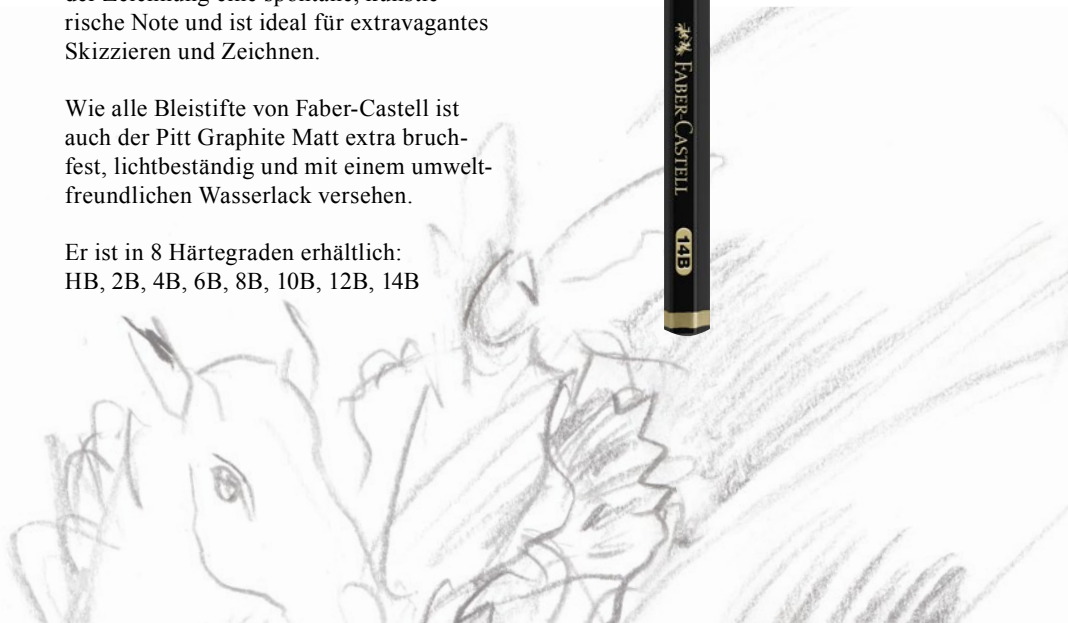 der Zeichnung eine spontane, künstle-
rische Note und ist ideal für extravagantes
Skizzieren und Zeichnen.
Wie alle Bleistifte von Faber-Castell ist
auch der Pitt Graphite Matt extra bruch-
fest, lichtbeständig und mit einem umwelt-
freundlichen Wasserlack versehen.
Er ist in 8 Härtegraden erhältlich:
HB, 2B, 4B, 6B, 8B, 10B, 12B, 14B
FABER-CASTELL
14B